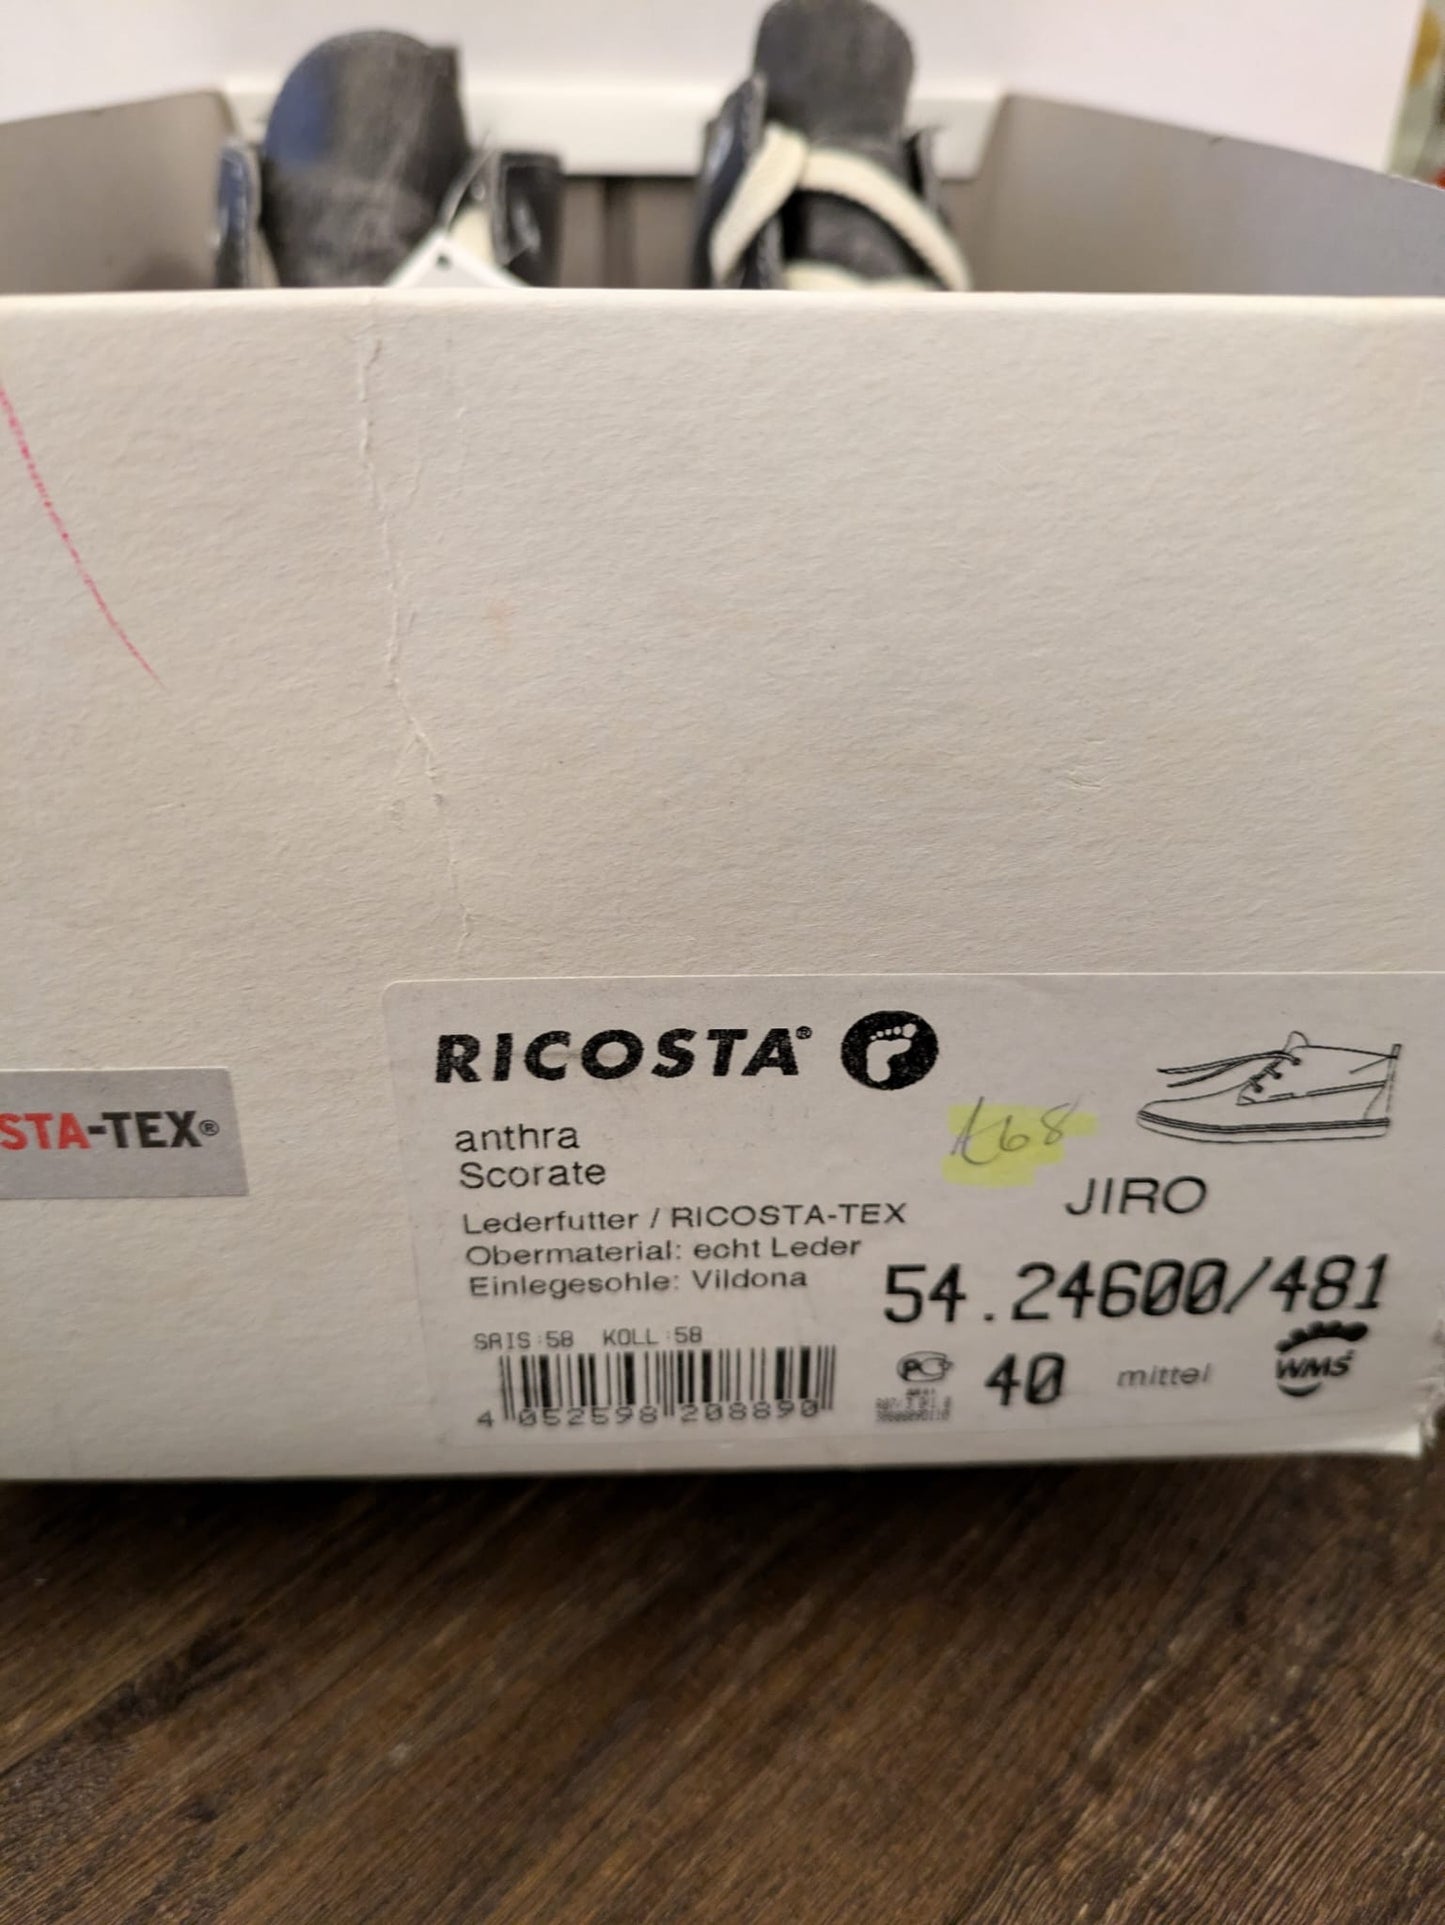 STA-TEX®
RICOSTA®
anthra
Scorate
A68
JIRO
Lederfutter / RICOSTA-TEX
Obermaterial: echt Leder
Einlegesohle: Vildona
54.24600/481
SAIS:58 KOLL:58
4 052598 208890
40 mittel
WMS